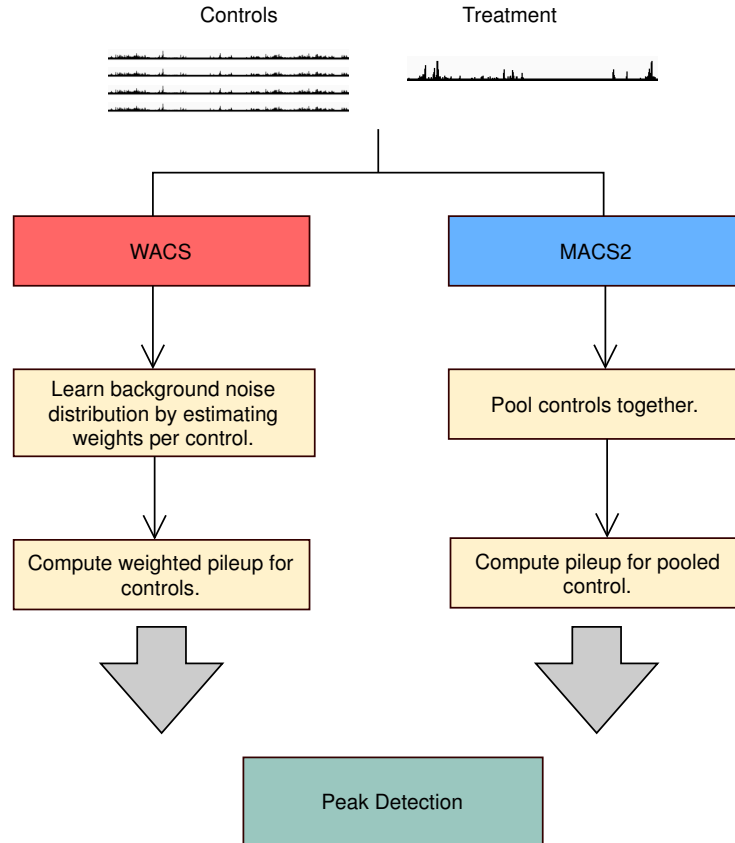 Controls
Treatment
WACS
MACS2
Learn background noise
distribution by estimating
weights per control.
Pool controls together.
Compute weighted pileup for
controls.
Compute pileup for pooled
control.
Peak Detection